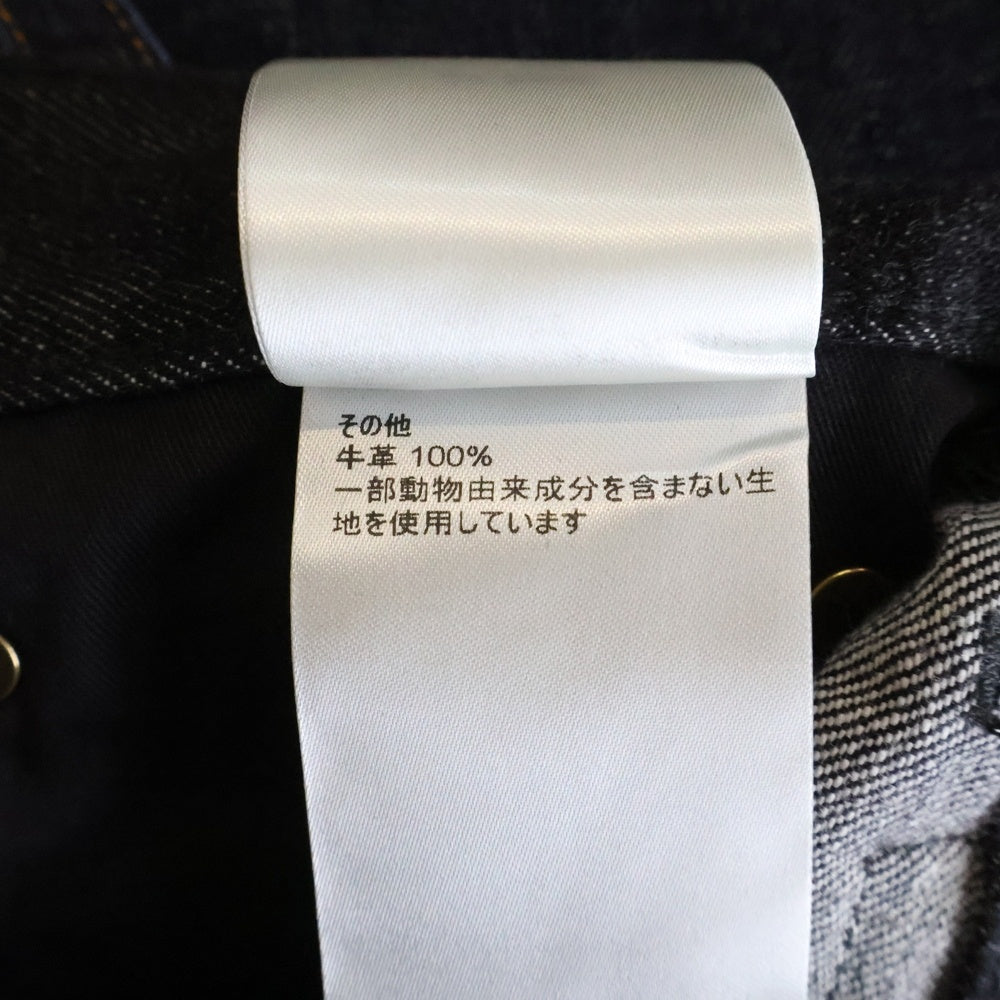 その他
牛革 100%
一部動物由来成分を含まない生
地を使用しています